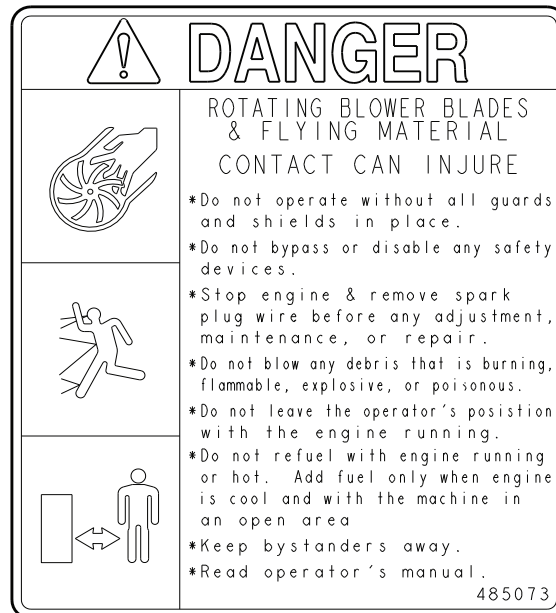 DANGER
ROTATING BLOWER BLADES
& FLYING MATERIAL
CONTACT CAN INJURE
*Do not operate without all guards
and shields in place.
*Do not bypass or disable any safety
devices.
*Stop engine & remove spark
plug wire before any adjustment,
maintenance, or repair.
*Do not blow any debris that is burning,
flammable, explosive, or poisonous.
*Do not leave the operator's posistion
with the engine running.
*Do not refuel with engine running
or hot. Add fuel only when engine
is cool and with the machine in
an open area
*Keep bystanders away.
*Read operator's manual.
485073